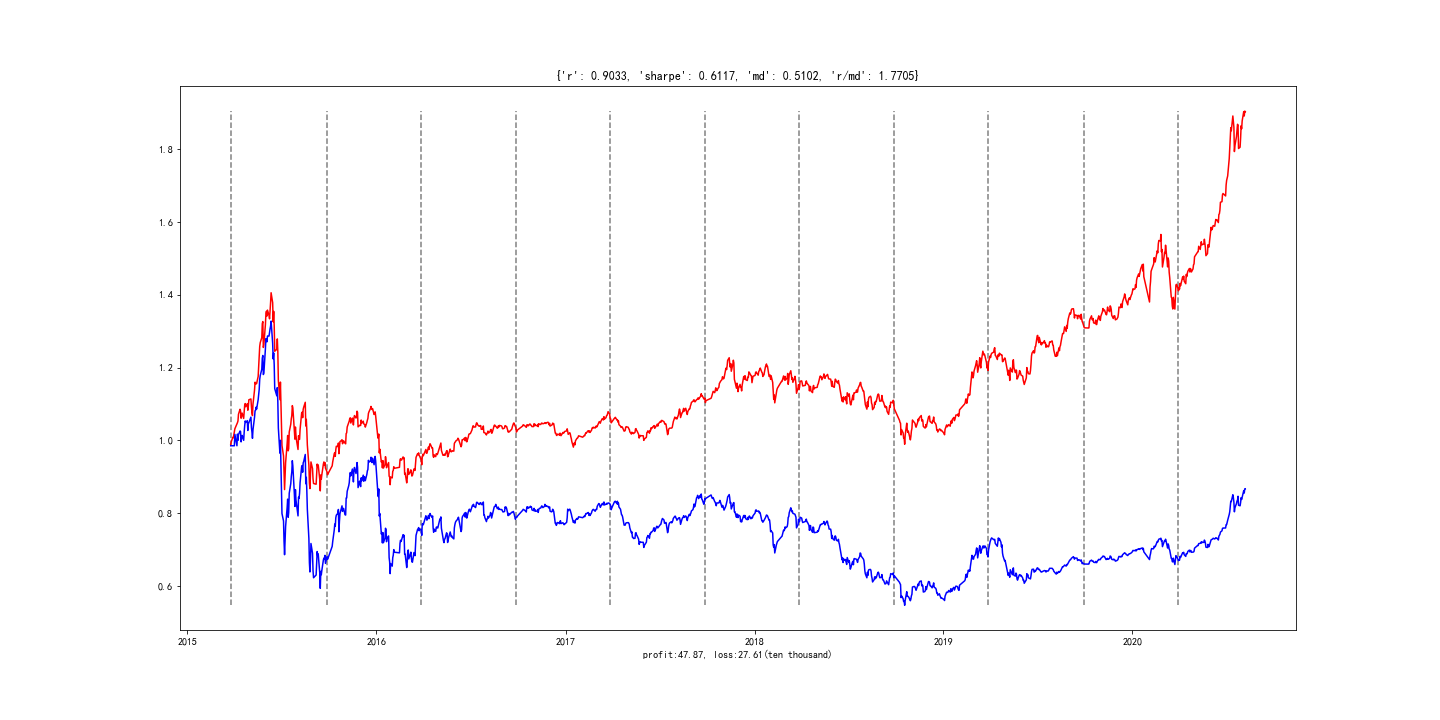 {'r': 0.9033, 'sharpe': 0.6117, 'md': 0.5102, 'r/md': 1.7705}
1.8
1.6
1.4
1.2
1.0
0.8
0.6
2015 2016 2017 2018 2019 2020
profit:47.87, loss:27.61(ten thousand)